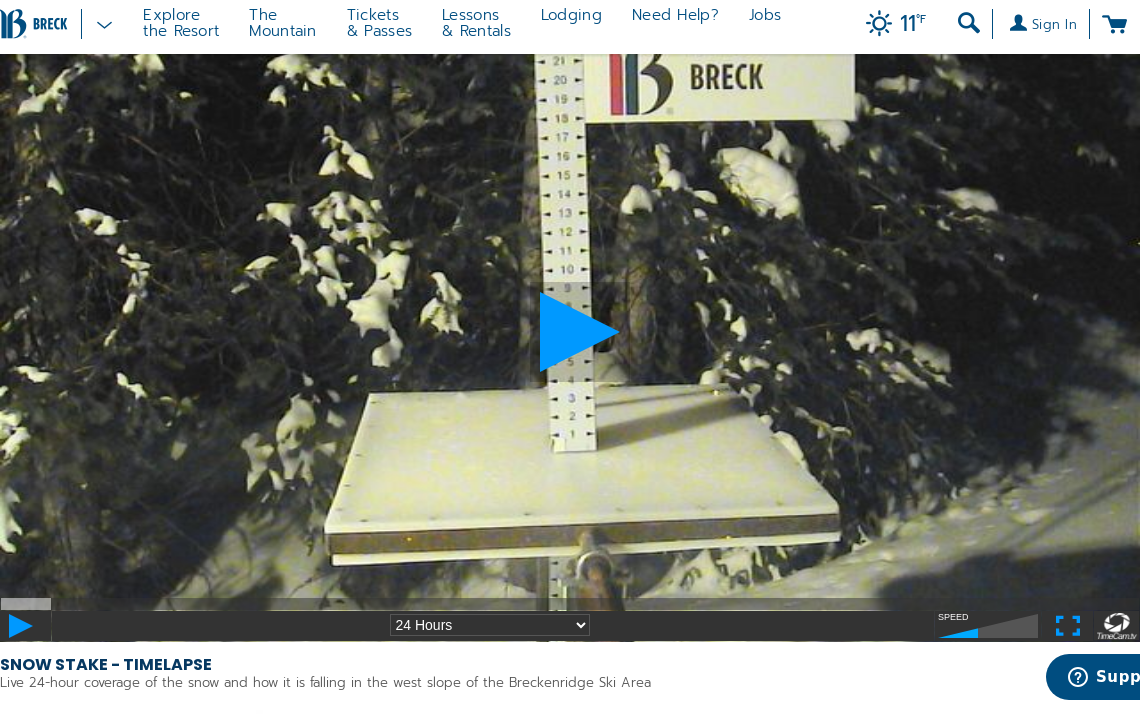 BRECK
Explore
the Resort
The
Mountain
Tickets
& Passes
Lessons
& Rentals
Lodging
Need Help?
Jobs
11°F
Sign In
BRECK
21
20
19
18
17
16
15
14
13
12
11
10
9
5
4
3
2
1
24 Hours
SPEED
TimeCam.tv
SNOW STAKE - TIMELAPSE
Live 24-hour coverage of the snow and how it is falling in the west slope of the Breckenridge Ski Area
Supp